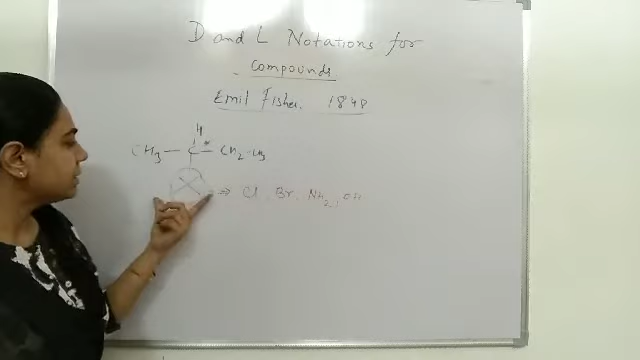 D and L Notations for
compounds
Emil Fisher 1848
H
CH3 — C* — CH2-CH3
X ⇒ Cl, Br, NH2, OH